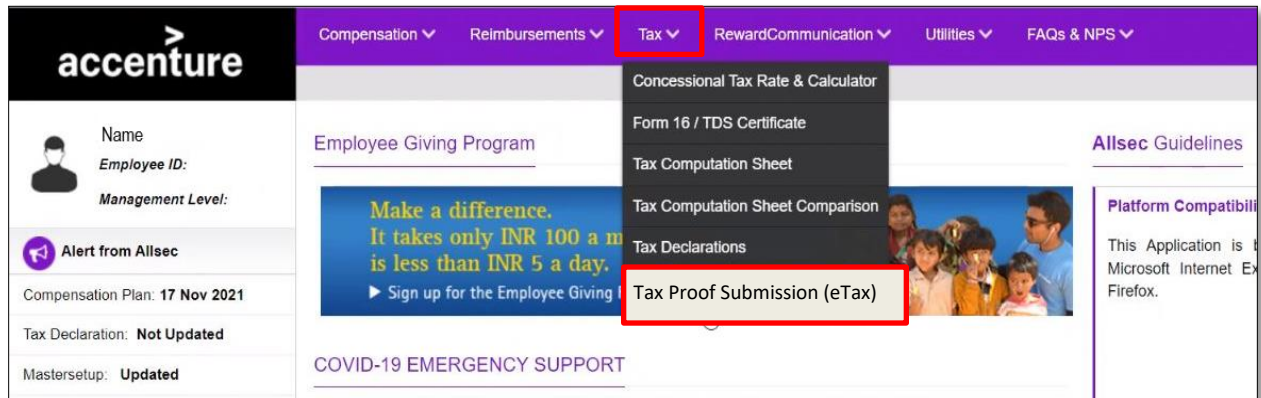 accenture
Compensation
Reimbursements
Tax
RewardCommunication
Utilities
FAQs & NPS
Concessional Tax Rate & Calculator
Form 16 / TDS Certificate
Tax Computation Sheet
Tax Computation Sheet Comparison
Tax Declarations
Tax Proof Submission (eTax)
Name
Employee ID:
Management Level:
Alert from Allsec
Compensation Plan: 17 Nov 2021
Tax Declaration: Not Updated
Mastersetup: Updated
Employee Giving Program
Make a difference.
It takes only INR 100 a m
is less than INR 5 a day.
Sign up for the Employee Giving
COVID-19 EMERGENCY SUPPORT
Allsec Guidelines
Platform Compatibili
This Application is
Microsoft Internet Ex
Firefox.